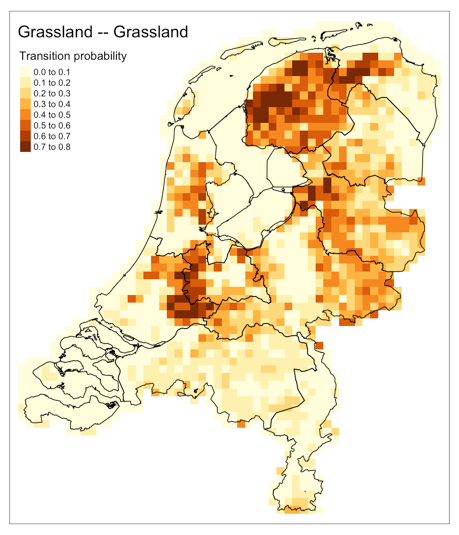 Grassland -- Grassland
Transition probability
0.0 to 0.1
0.1 to 0.2
0.2 to 0.3
0.3 to 0.4
0.4 to 0.5
0.5 to 0.6
0.6 to 0.7
0.7 to 0.8